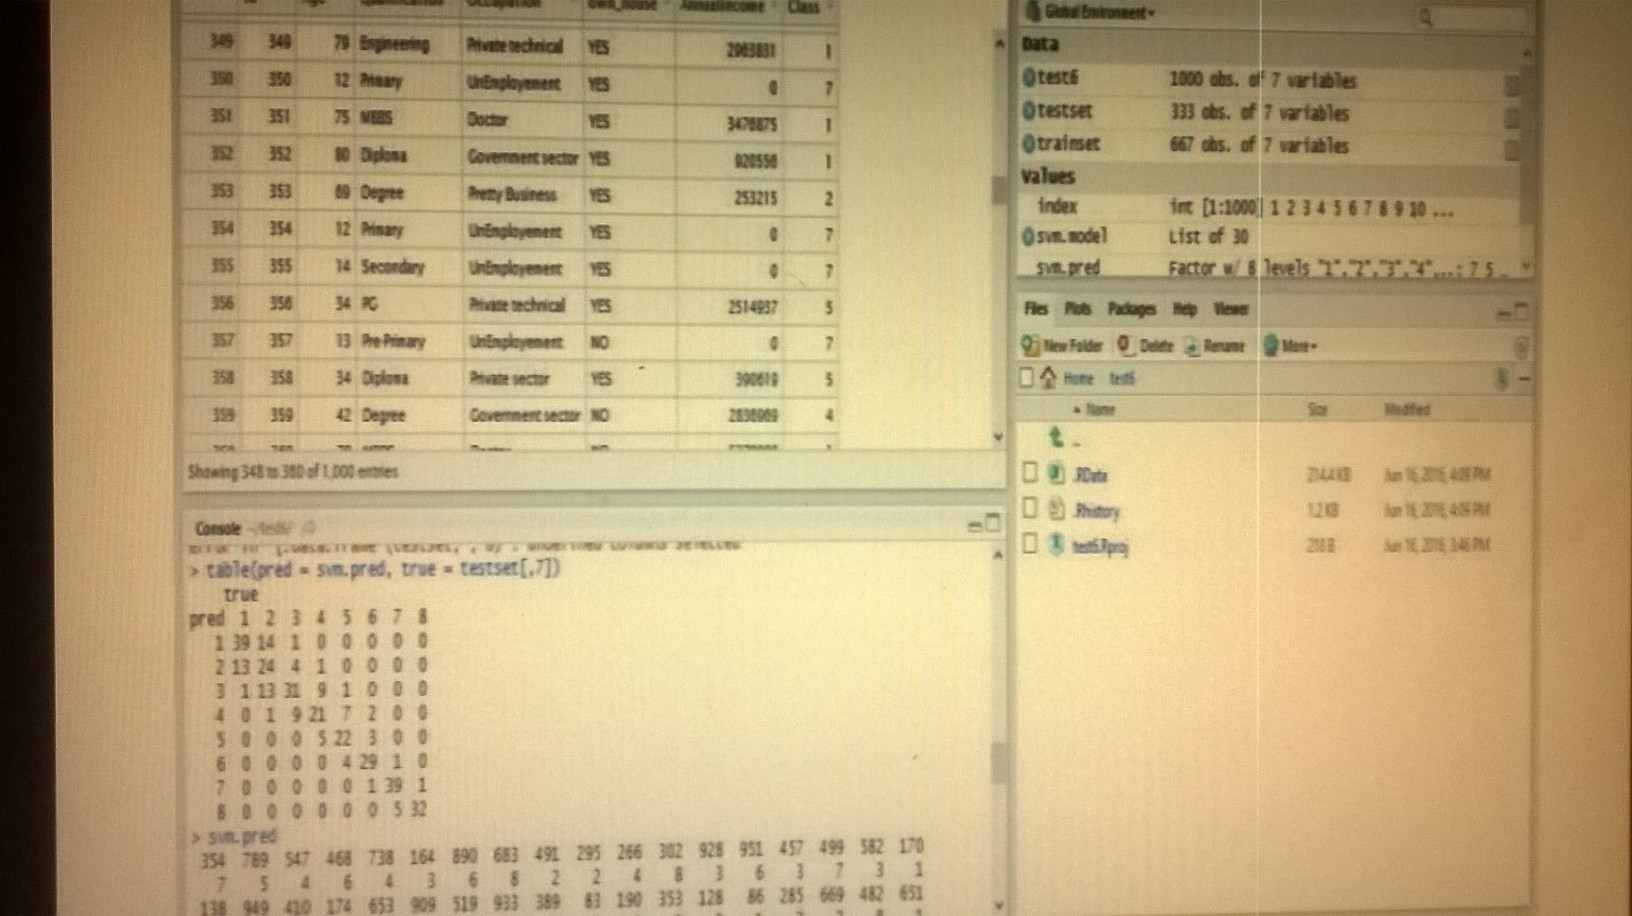 Age Qualification Occupation own_house AnnualIncome Class
349 349 79 Engineering Private technical YES 2963831 1
350 350 12 Primary UnEmployement YES 0 7
351 351 75 MBBS Doctor YES 3476875 1
352 352 80 Diploma Government sector YES 920556 1
353 353 69 Degree Pretty Business YES 253215 2
354 354 12 Primary UnEmployement YES 0 7
355 355 14 Secondary UnEmployement YES 0 7
356 356 34 PG Private technical YES 2514937 5
357 357 13 Pre-Primary UnEmployement NO 0 7
358 358 34 Diploma Private sector YES 390619 5
359 359 42 Degree Government sector NO 2836969 4
Showing 348 to 360 of 1,000 entries
Console ~/test6/
Error in `[.data.frame`(testset, , 8) : undefined columns selected
> table(pred = svm.pred, true = testset[,7])
true
pred 1 2 3 4 5 6 7 8
1 39 14 1 0 0 0 0 0
2 13 24 4 1 0 0 0 0
3 1 13 31 9 1 0 0 0
4 0 1 9 21 7 2 0 0
5 0 0 0 5 22 3 0 0
6 0 0 0 0 4 29 1 0
7 0 0 0 0 0 1 39 1
8 0 0 0 0 0 0 5 32
> svm.pred
354 789 547 468 738 164 890 683 491 295 266 302 928 951 457 499 582 170
7 5 4 6 4 3 6 8 2 2 4 8 3 6 3 7 3 1
138 949 410 174 653 909 519 933 389 83 190 353 128 86 285 669 482 651
Global Environment
Data
test6 1000 obs. of 7 variables
testset 333 obs. of 7 variables
trainset 667 obs. of 7 variables
Values
index int [1:1000] 1 2 3 4 5 6 7 8 9 10 ...
svm.model List of 30
svm.pred Factor w/ 8 levels "1","2","3","4",..: 7 5
Files Plots Packages Help Viewer
New Folder Delete Rename More
Home test6
Name Size Modified
..
.RData 214.4 KB Jun 16, 2016, 4:09 PM
.Rhistory 1.2 KB Jun 16, 2016, 4:09 PM
test6.Rproj 218 B Jun 16, 2016, 3:46 PM